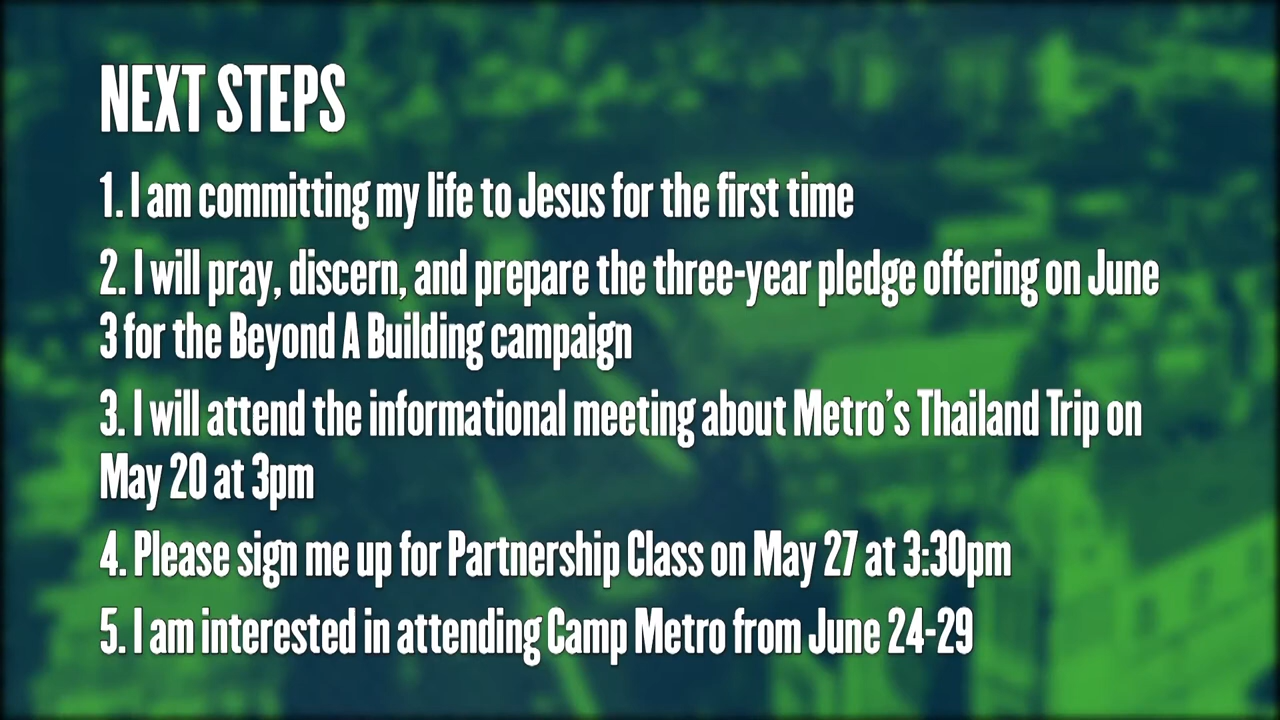 NEXT STEPS
1. I am committing my life to Jesus for the first time
2. I will pray, discern, and prepare the three-year pledge offering on June
3 for the Beyond A Building campaign
3. I will attend the informational meeting about Metro’s Thailand Trip on
May 20 at 3pm
4. Please sign me up for Partnership Class on May 27 at 3:30pm
5. I am interested in attending Camp Metro from June 24-29